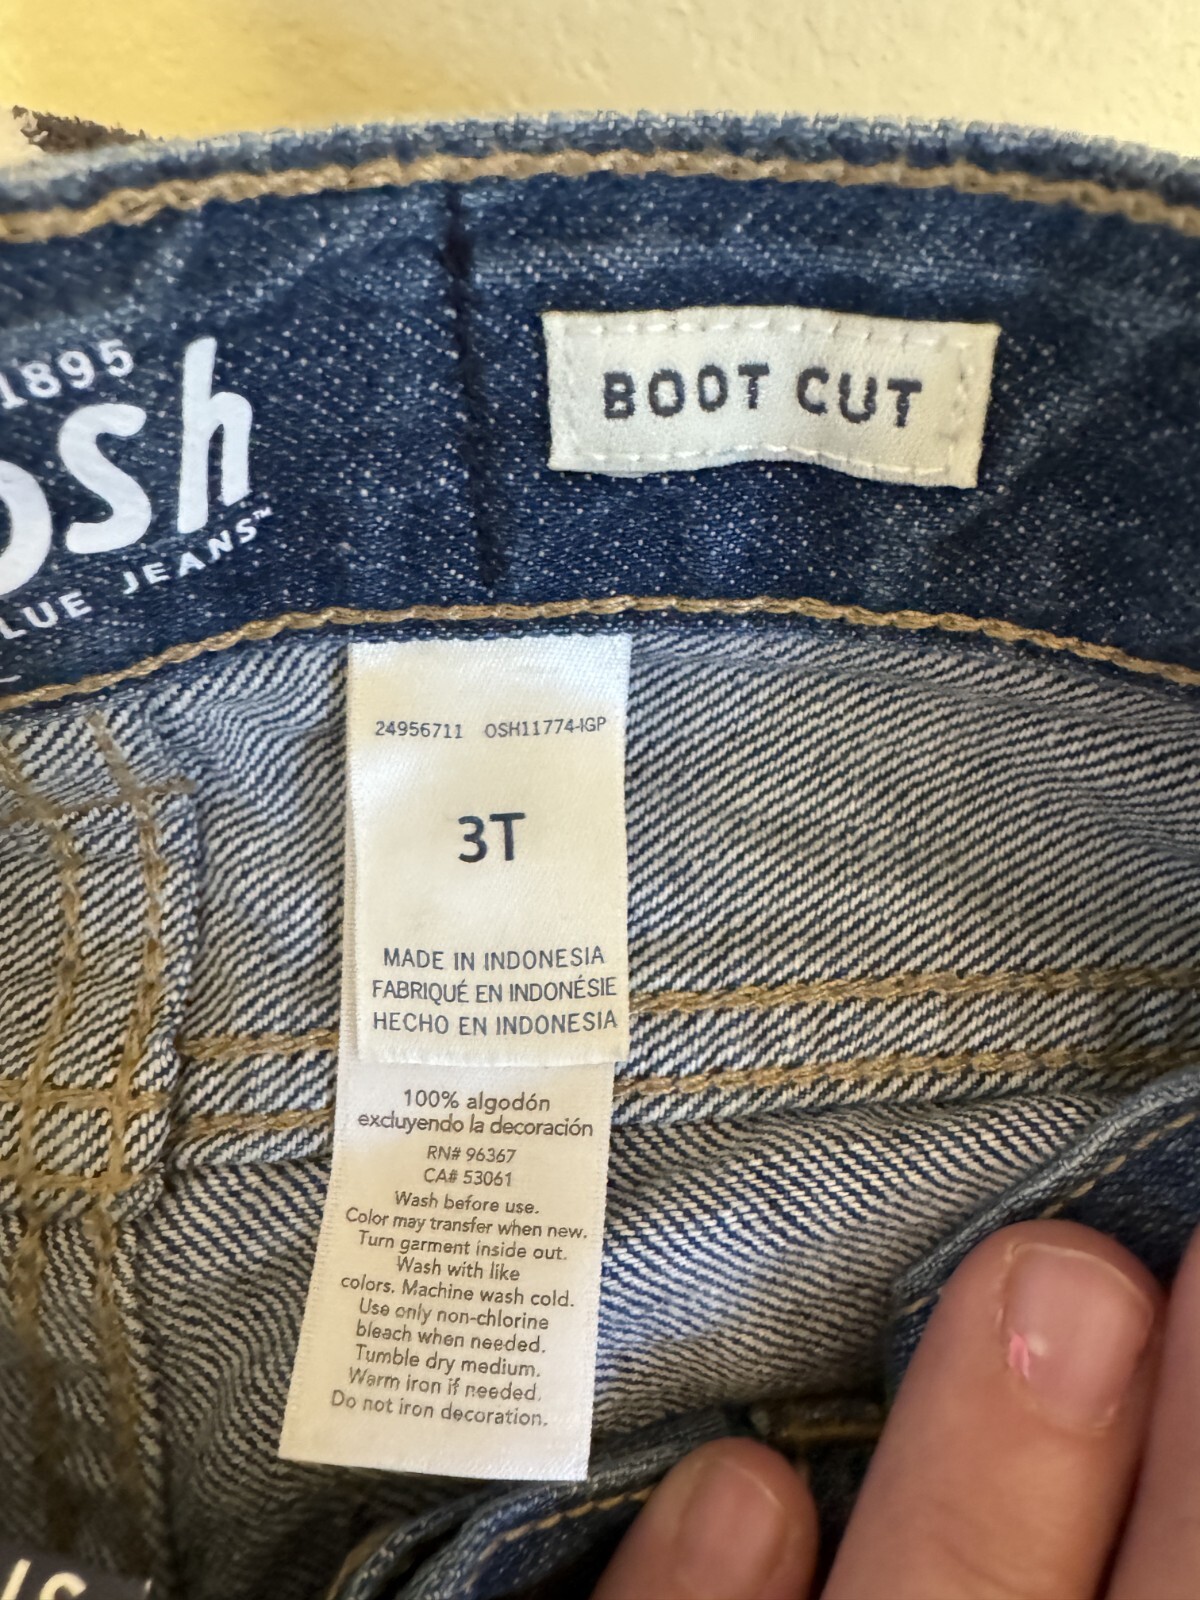 1895
osh
BLUE JEANS™
BOOT CUT
24956711 OSH11774-IGP
3T
MADE IN INDONESIA
FABRIQUÉ EN INDONÉSIE
HECHO EN INDONESIA
100% algodón
excluyendo la decoración
RN# 96367
CA# 53061
Wash before use.
Color may transfer when new.
Turn garment inside out.
Wash with like
colors. Machine wash cold.
Use only non-chlorine
bleach when needed.
Tumble dry medium.
Warm iron if needed.
Do not iron decoration.